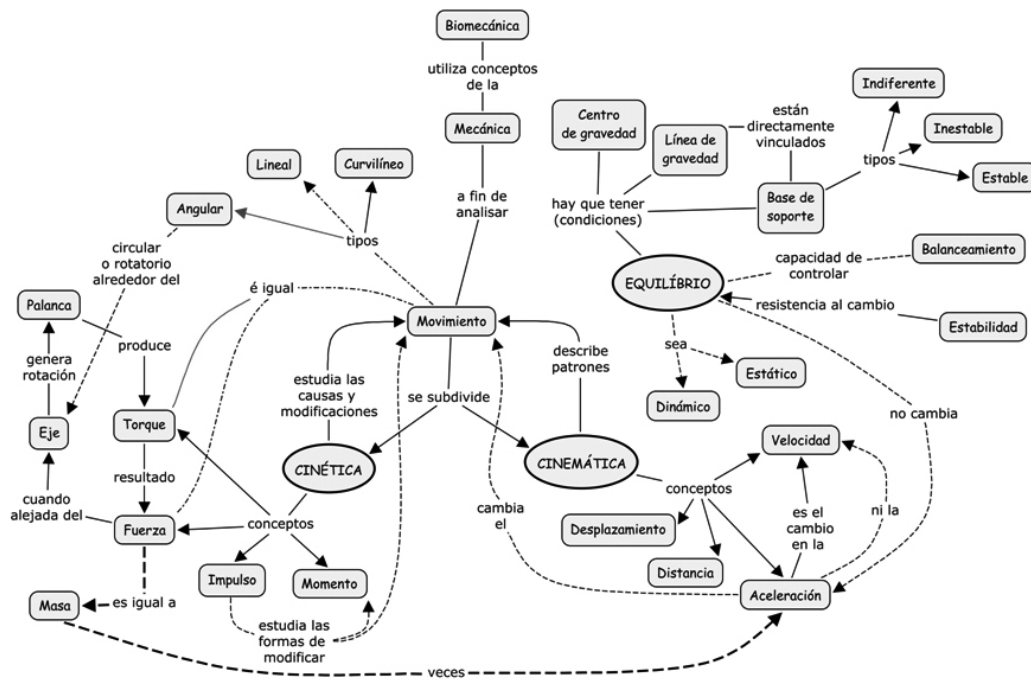 Biomecánica
utiliza conceptos
de la
Mecánica
a fin de
analisar
Centro
de gravedad
Línea de
gravedad
están
directamente
vinculados
Indiferente
Inestable
tipos
Estable
Base de
soporte
hay que tener
(condiciones)
Lineal
Curvilíneo
Angular
tipos
circular
o rotatorio
alrededor del
EQUILÍBRIO
capacidad de
controlar
Balanceamiento
resistencia al cambio
Estabilidad
Palanca
é igual
Movimiento
produce
genera
rotación
estudia las
causas y
modificaciones
describe
patrones
sea
Estático
Dinámico
se subdivide
no cambia
Eje
Torque
Velocidad
CINÉTICA
CINEMÁTICA
resultado
cuando
alejada del
conceptos
cambia
el
es el
cambio
en la
ni la
Fuerza
conceptos
Desplazamiento
Impulso
Momento
Distancia
Aceleración
Masa
es igual a
estudia las
formas de
modificar
veces